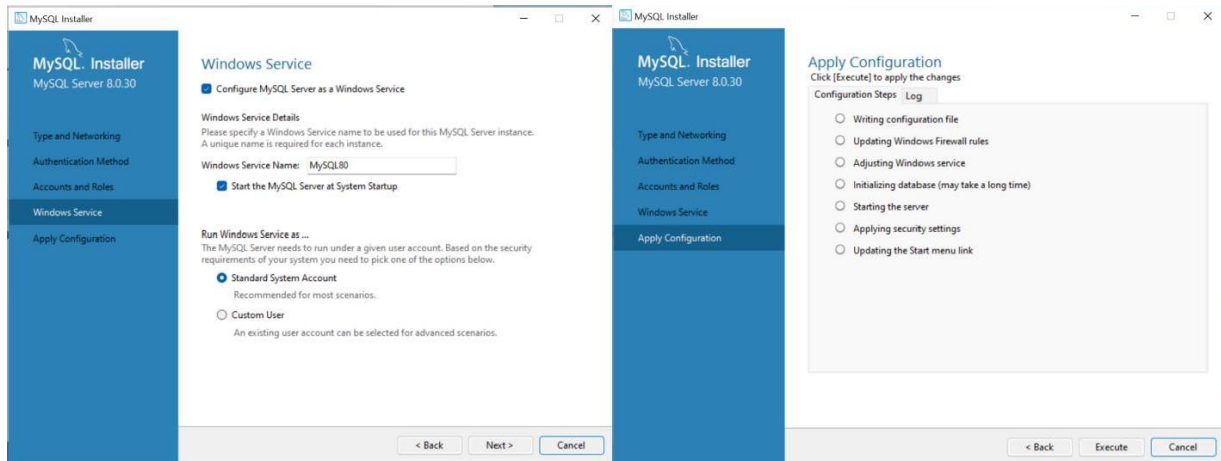 MySQL Installer
MySQL. Installer
MySQL Server 8.0.30
Type and Networking
Authentication Method
Accounts and Roles
Windows Service
Apply Configuration
Windows Service
Configure MySQL Server as a Windows Service
Windows Service Details
Please specify a Windows Service name to be used for this MySQL Server instance.
A unique name is required for each instance.
Windows Service Name: MySQL80
Start the MySQL Server at System Startup
Run Windows Service as ...
The MySQL Server needs to run under a given user account. Based on the security
requirements of your system you need to pick one of the options below.
Standard System Account
Recommended for most scenarios.
Custom User
An existing user account can be selected for advanced scenarios.
< Back Next > Cancel
MySQL Installer
MySQL. Installer
MySQL Server 8.0.30
Type and Networking
Authentication Method
Accounts and Roles
Windows Service
Apply Configuration
Apply Configuration
Click [Execute] to apply the changes
Configuration Steps Log
Writing configuration file
Updating Windows Firewall rules
Adjusting Windows service
Initializing database (may take a long time)
Starting the server
Applying security settings
Updating the Start menu link
< Back Execute Cancel